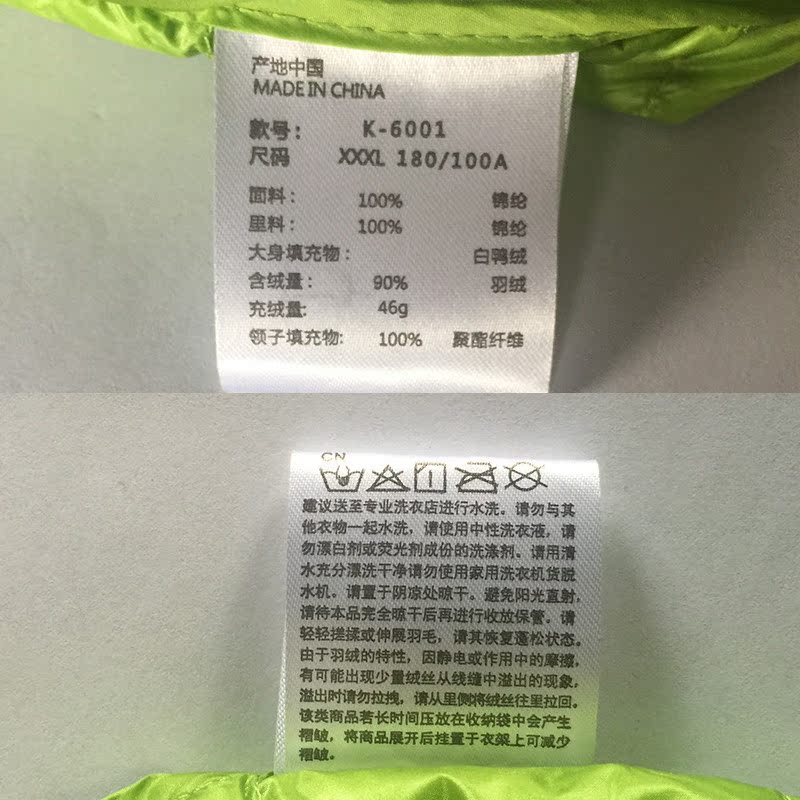 产地中国
MADE IN CHINA
款号: K-6001
尺码 XXXL 180/100A
面料: 100% 锦纶
里料: 100% 锦纶
大身填充物: 白鸭绒
含绒量: 90% 羽绒
充绒量: 46g
领子填充物: 100% 聚酯纤维
CN
建议送至专业洗衣店进行水洗。请勿与其
他衣物一起水洗，请使用中性洗衣液，请
勿漂白剂或荧光剂成份的洗涤剂。请用清
水充分漂洗干净请勿使用家用洗衣机货脱
水机。请置于阴凉处晾干。避免阳光直射，
请待本品完全晾干后再进行收放保管。请
轻轻搓揉或伸展羽毛，请其恢复蓬松状态。
由于羽绒的特性，因静电或作用中的摩擦，
有可能出现少量绒丝从线缝中溢出的现象，
溢出时请勿拉拽，请从里侧将绒丝往里拉回。
该类商品若长时间压放在收纳袋中会产生
褶皱，将商品展开后挂置于衣架上可减少
褶皱。